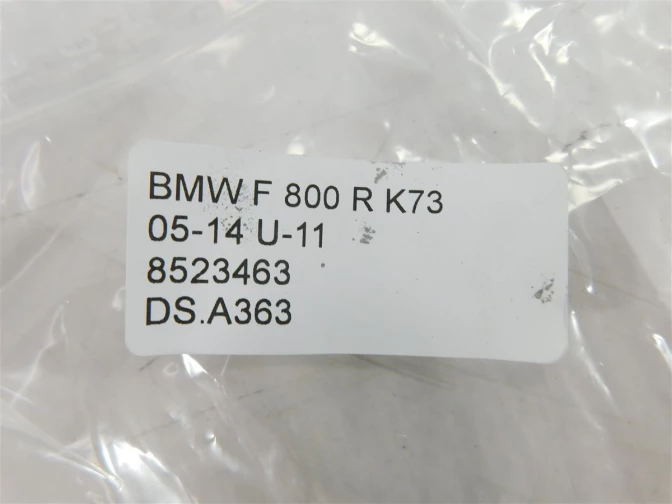 BMW F 800 R K73
05-14 U-11
8523463
DS.A363